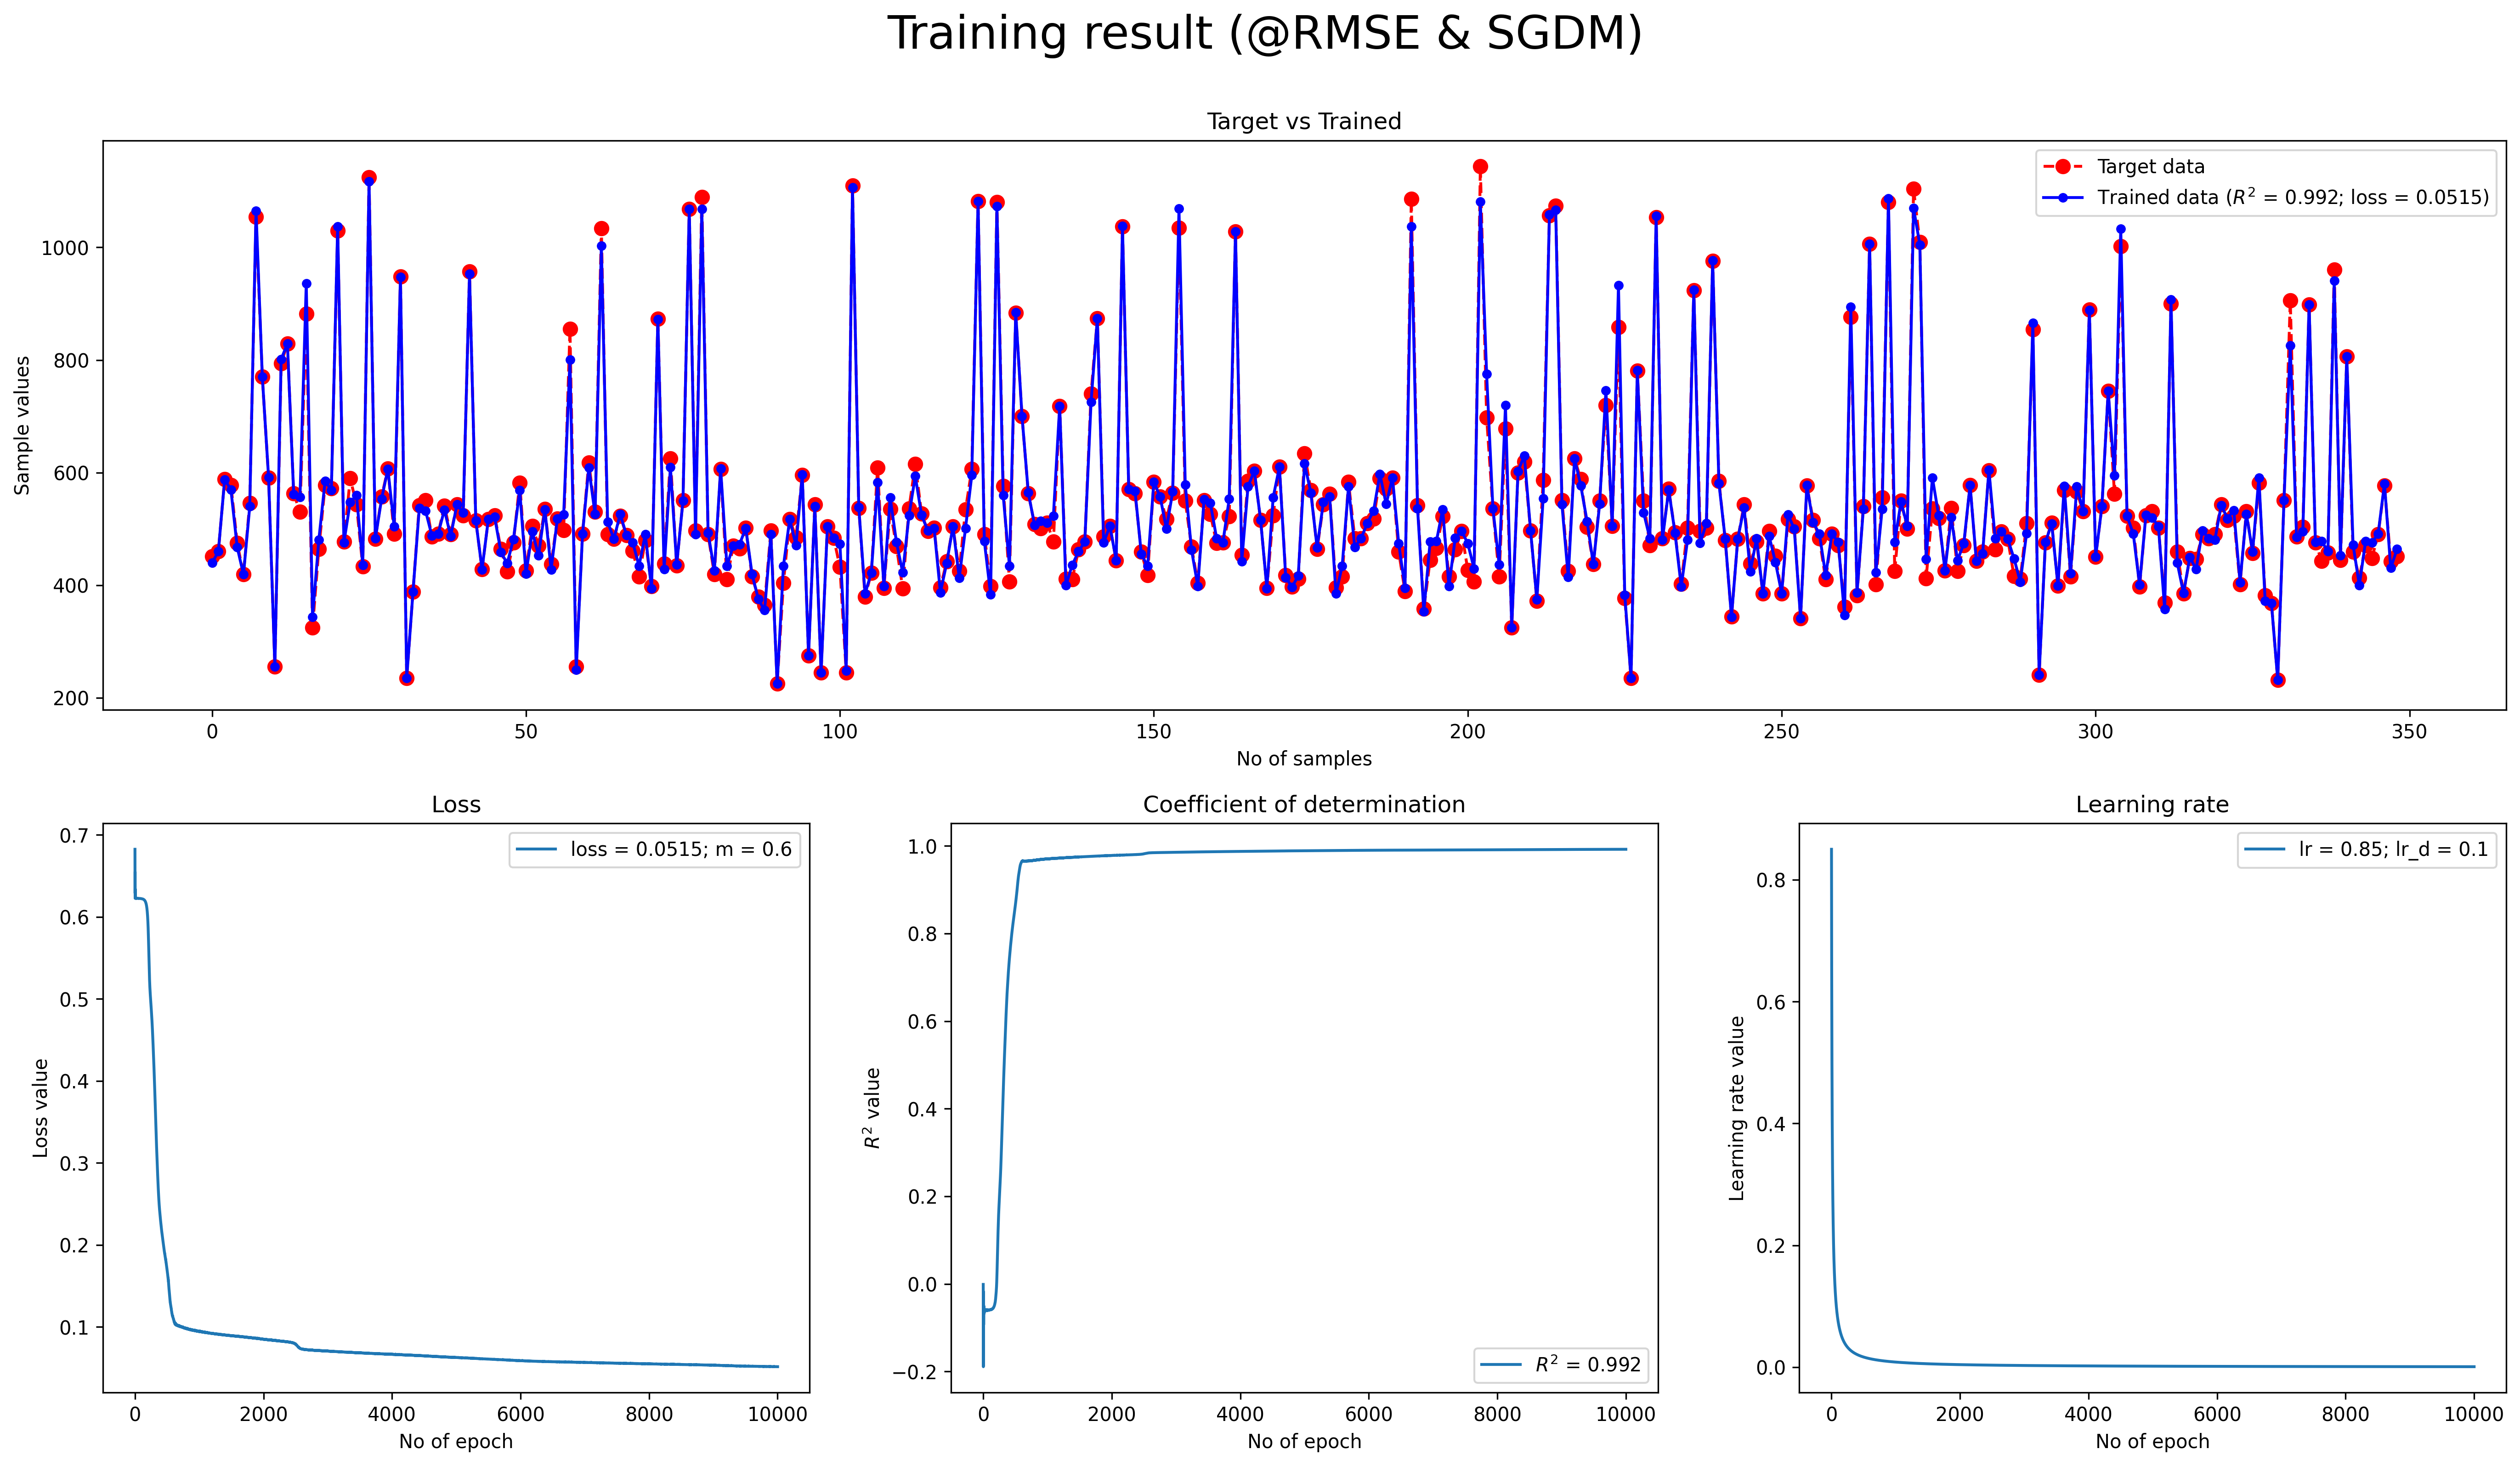 Training result (@RMSE & SGDM)
Target vs Trained
Sample values
1000
800
600
400
200
Target data
Trained data (R² = 0.992; loss = 0.0515)
0 50 100 150 200 250 300 350
No of samples
Loss
Loss value
0.7
0.6
0.5
0.4
0.3
0.2
0.1
loss = 0.0515; m = 0.6
0 2000 4000 6000 8000 10000
No of epoch
Coefficient of determination
R² value
1.0
0.8
0.6
0.4
0.2
0.0
−0.2
R² = 0.992
0 2000 4000 6000 8000 10000
No of epoch
Learning rate
Learning rate value
0.8
0.6
0.4
0.2
0.0
lr = 0.85; lr_d = 0.1
0 2000 4000 6000 8000 10000
No of epoch